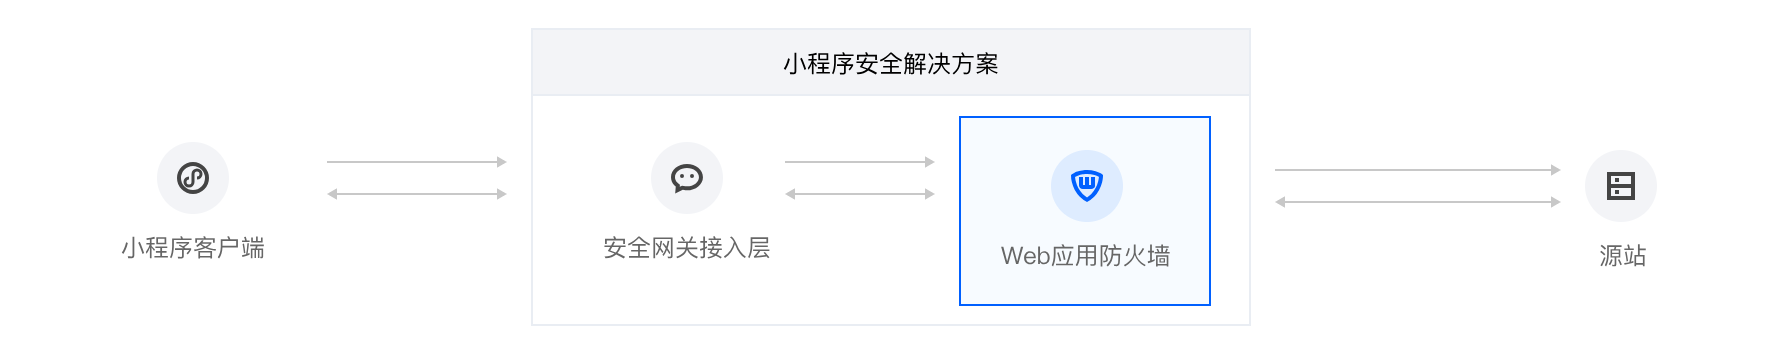 小程序安全解决方案
小程序客户端
安全网关接入层
Web应用防火墙
源站